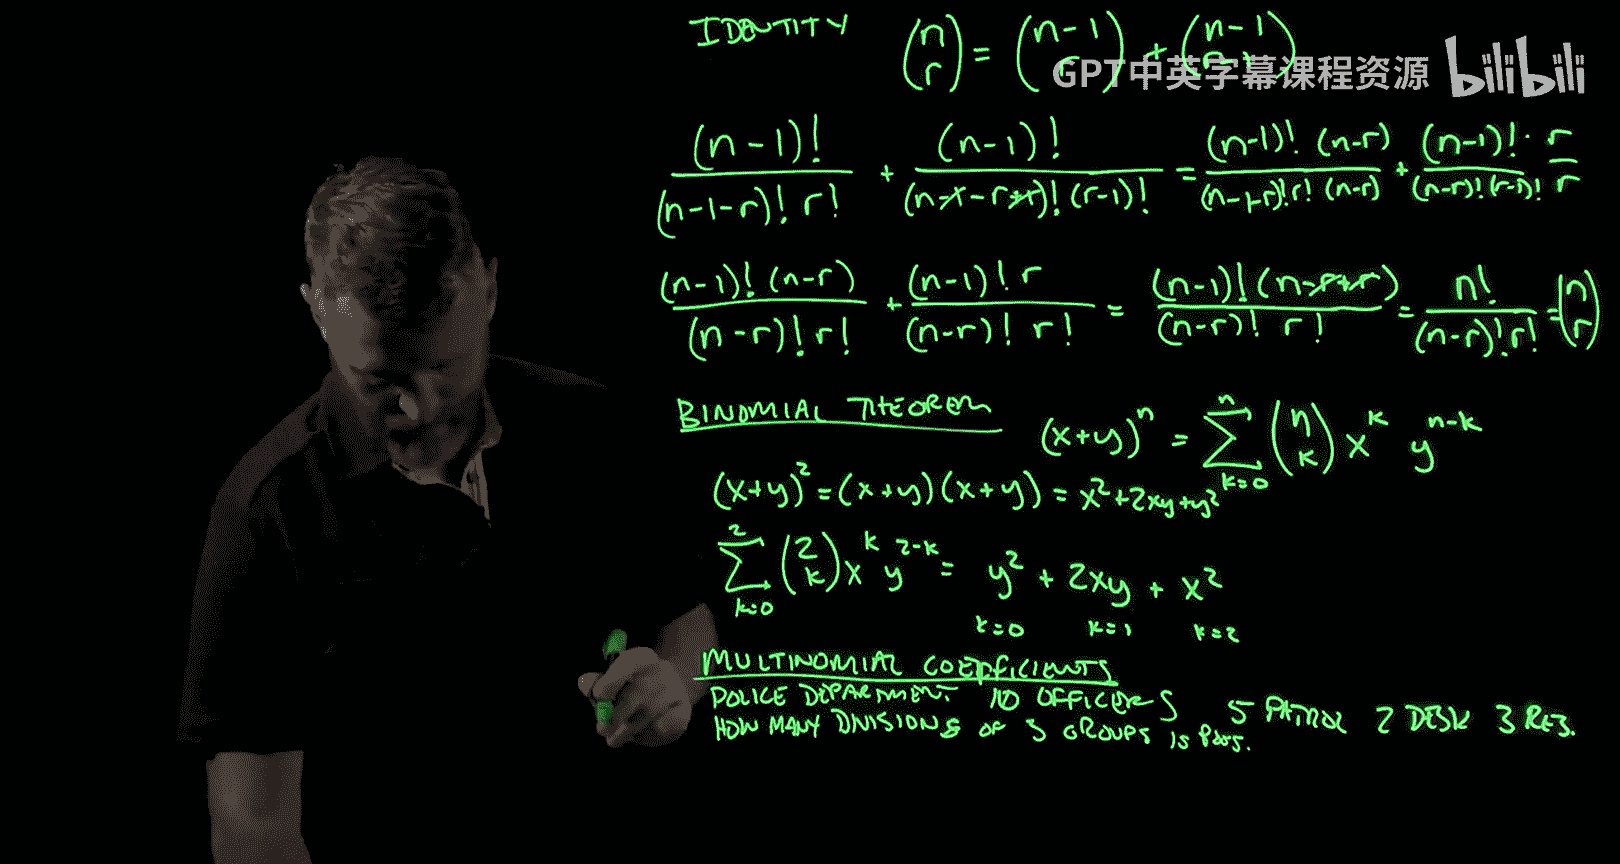 IDENTITY (n r) = (n-1 r) + (n-1 r-1)
GPT中英字幕课程资源 bilibili
(n-1)! / (n-1-r)! r! + (n-1)! / (n-1-r+1)! (r-1)! = (n-1)! (n-r) / (n-1-r)! r! (n-r) + (n-1)! · r / (n-r)! (r-1)! r
(n-1)! (n-r) / (n-r)! r! + (n-1)! r / (n-r)! r! = (n-1)! (n-r+r) / (n-r)! r! = n! / (n-r)! r! = (n r)
BINOMIAL THEOREM (x+y)^n = ∑_{k=0}^{n} (n k) x^k y^{n-k}
(x+y)^2 = (x+y)(x+y) = x^2+2xy+y^2
∑_{k=0}^{2} (2 k) x^k y^{2-k} = y^2 + 2xy + x^2
k=0 k=1 k=2
MULTINOMIAL COEFFICIENTS
POLICE DEPARTMENT 10 OFFICERS 5 PATROL 2 DESK 3 RES.
HOW MANY DIVISIONS OF 3 GROUPS IS POSS.